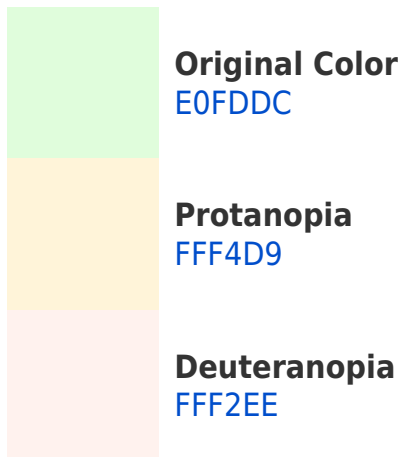 Original Color
E0FDDC
Protanopia
FFF4D9
Deuteranopia
FFF2EE